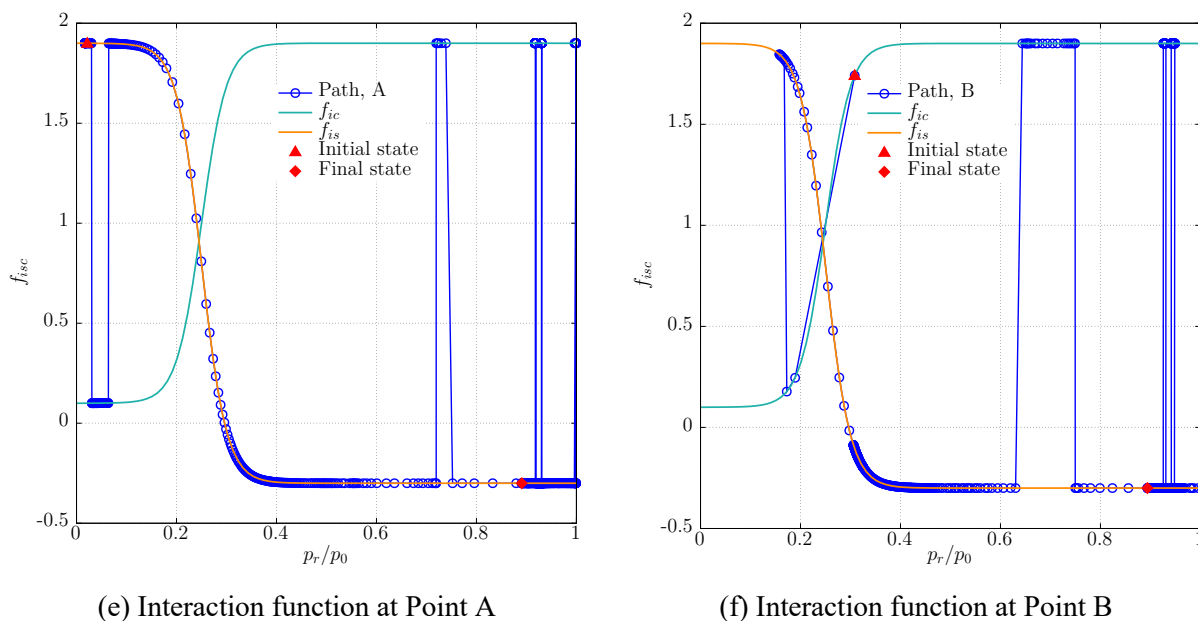 2
1.5
1
0.5
0
-0.5
f_isc
0
0.2
0.4
0.6
0.8
1
p_r/p_0
Path, A
f_ic
f_is
Initial state
Final state
(e) Interaction function at Point A
2
1.5
1
0.5
0
-0.5
f_isc
0
0.2
0.4
0.6
0.8
1
p_r/p_0
Path, B
f_ic
f_is
Initial state
Final state
(f) Interaction function at Point B